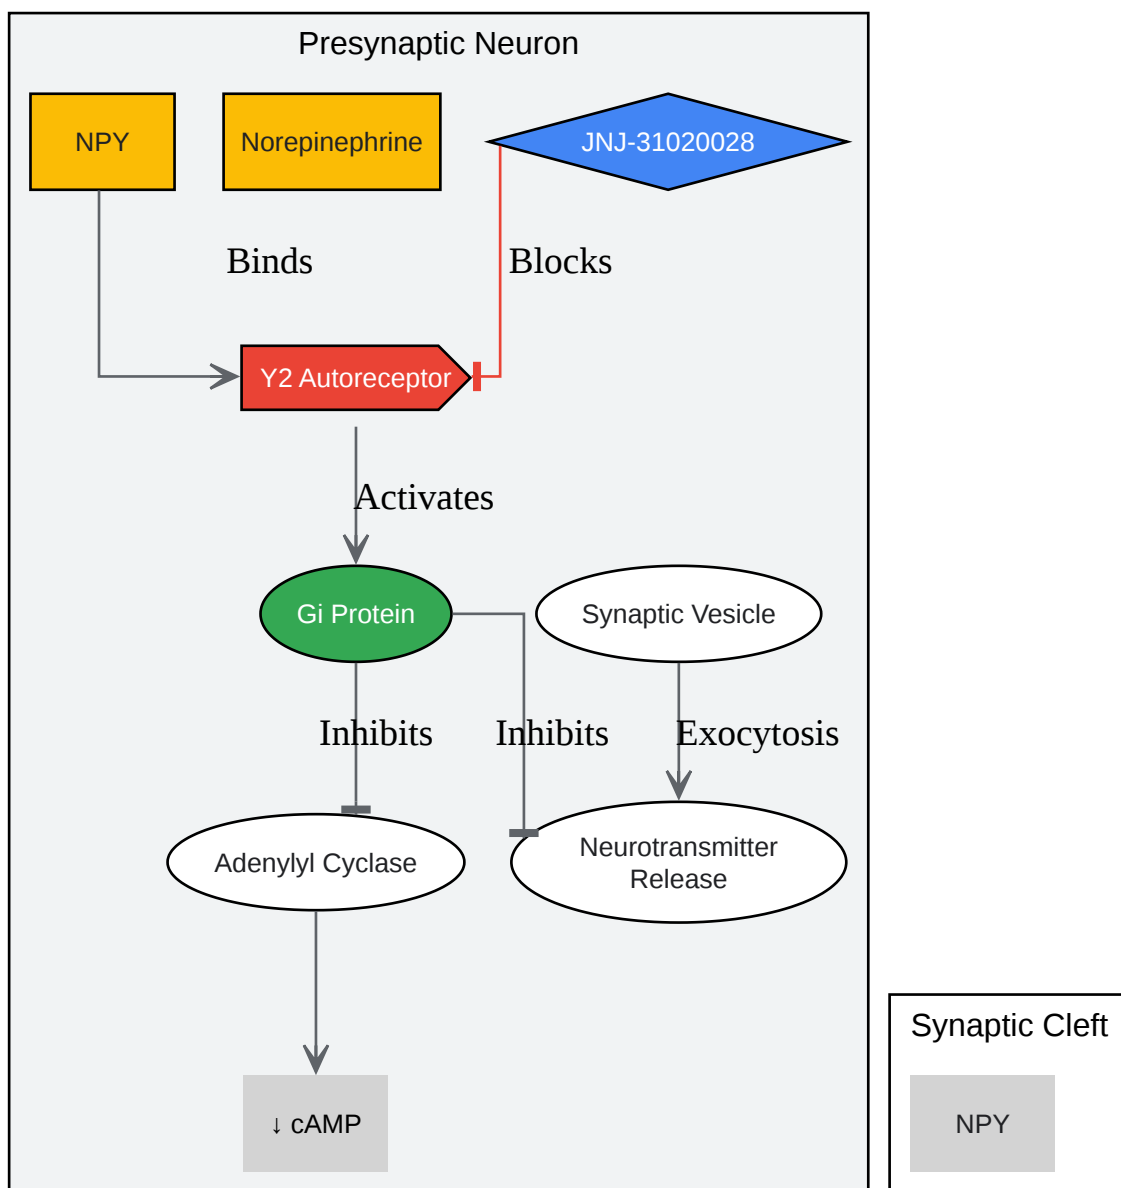 Presynaptic Neuron
NPY
Norepinephrine
JNJ-31020028
Binds
Blocks
Y2 Autoreceptor
Activates
Gi Protein
Synaptic Vesicle
Inhibits
Inhibits
Exocytosis
Adenylyl Cyclase
Neurotransmitter
Release
Synaptic Cleft
↓ cAMP
NPY